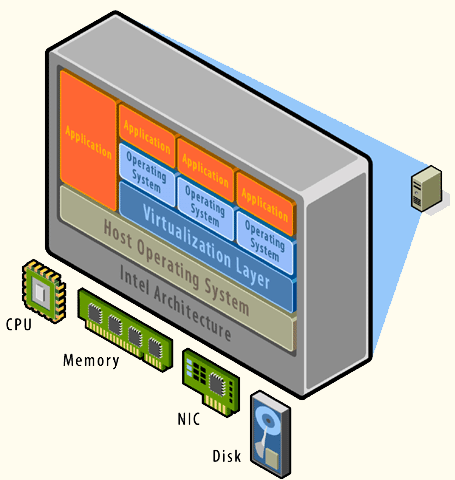 Application
Application
Application
Application
Operating
System
Operating
System
Operating
System
Virtualization Layer
Host Operating System
Intel Architecture
CPU
Memory
NIC
Disk